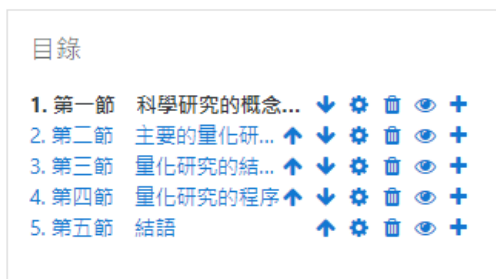 目錄
1. 第一節 科學研究的概念...
2. 第二節 主要的量化研...
3. 第三節 量化研究的結...
4. 第四節 量化研究的程序
5. 第五節 結語